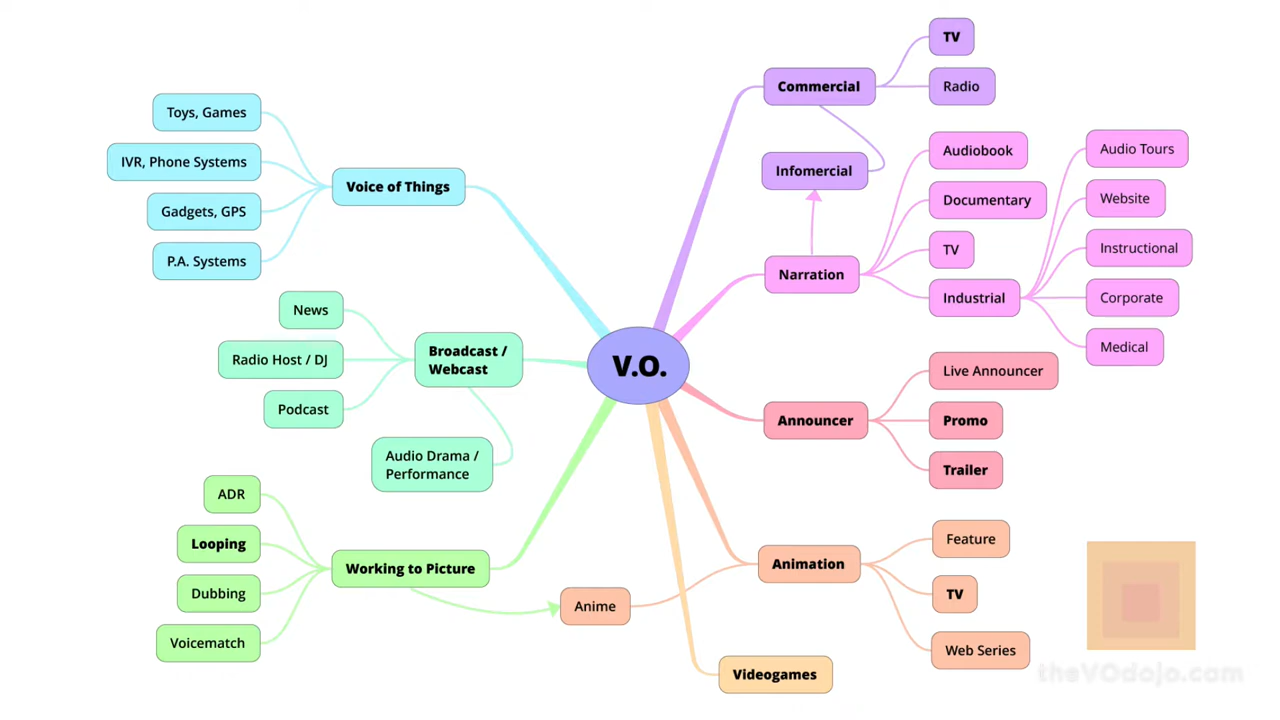 V.O.
Commercial
TV
Radio
Infomercial
Narration
Audiobook
Documentary
TV
Industrial
Audio Tours
Website
Instructional
Corporate
Medical
Announcer
Live Announcer
Promo
Trailer
Animation
Feature
TV
Web Series
Anime
Videogames
Voice of Things
Toys, Games
IVR, Phone Systems
Gadgets, GPS
P.A. Systems
Broadcast /
Webcast
News
Radio Host / DJ
Podcast
Audio Drama /
Performance
Working to Picture
ADR
Looping
Dubbing
Voicematch
theVOdojo.com